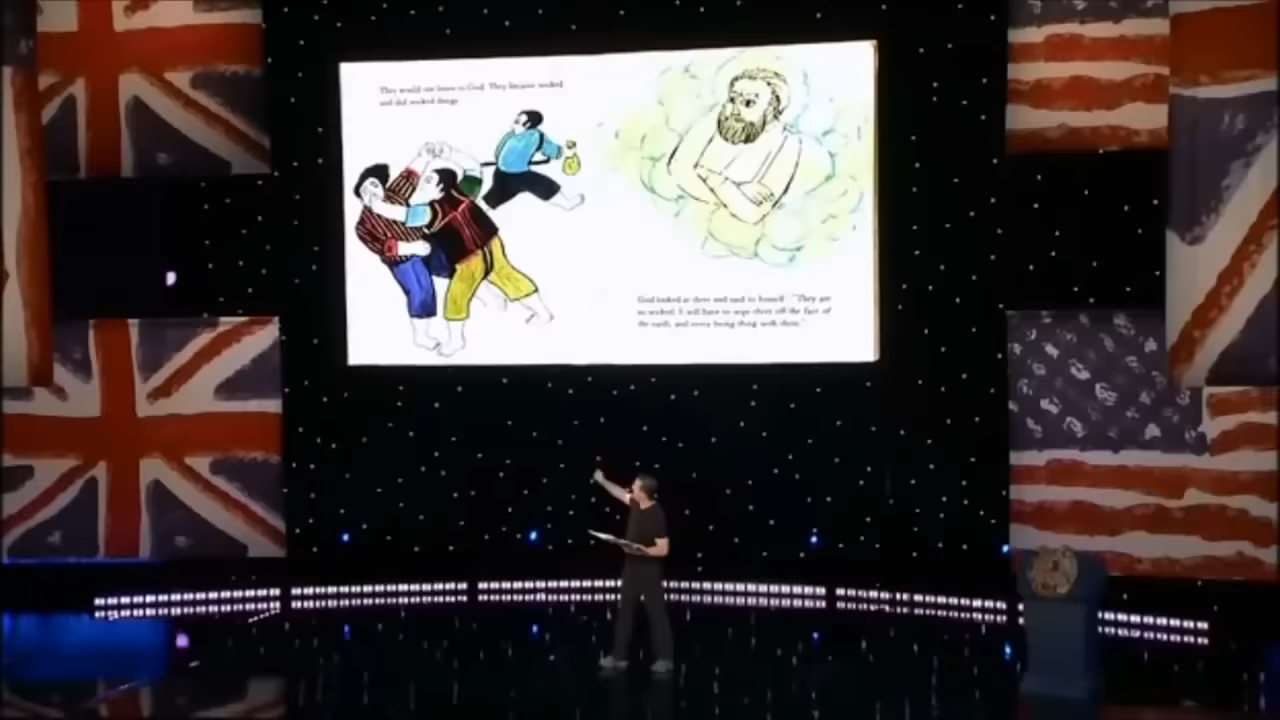 They would not listen to God. They became wicked
and did wicked things.
God looked at them and said to himself: "They are
so wicked, I will have to wipe them off the face of
the earth, and every living thing with them."